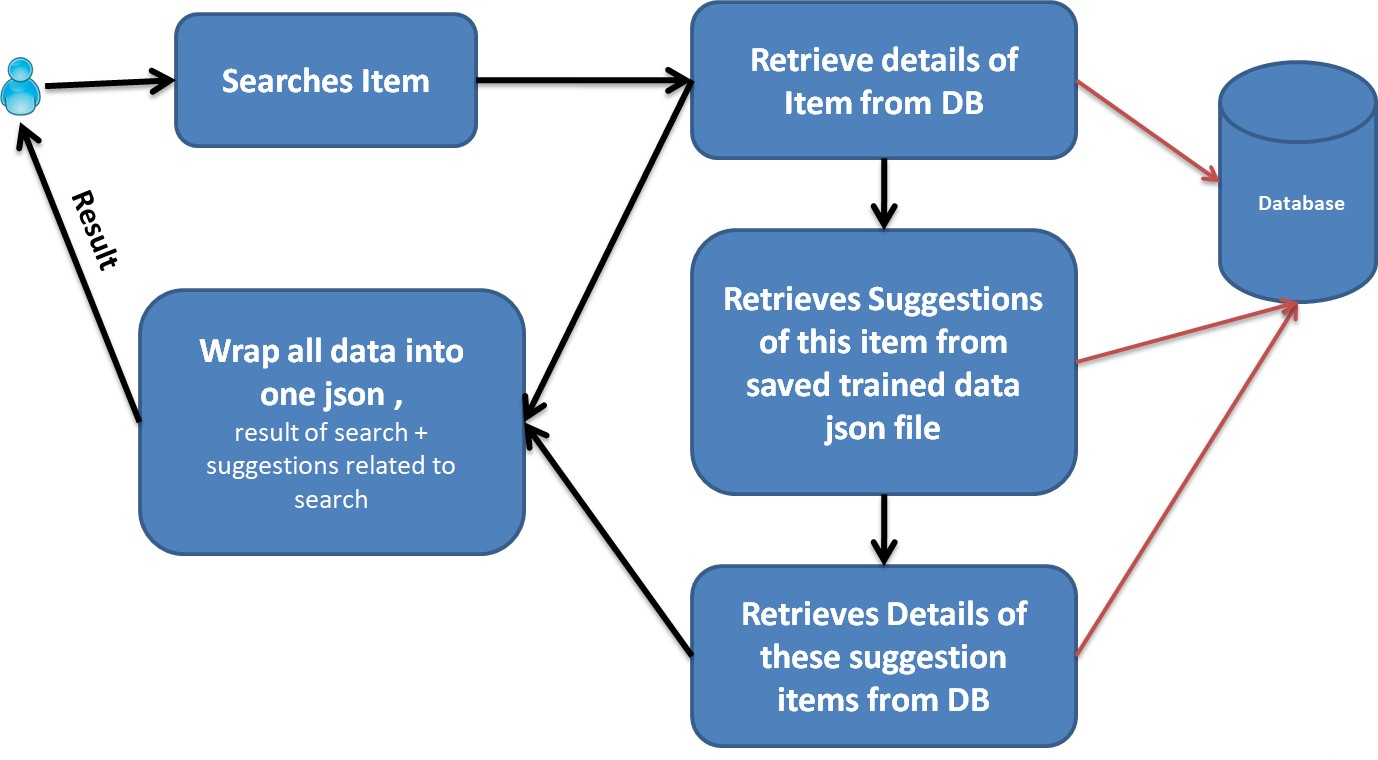 Searches Item
Retrieve details of
Item from DB
Database
Result
Retrieves Suggestions
of this item from
saved trained data
json file
Wrap all data into
one json ,
result of search +
suggestions related to
search
Retrieves Details of
these suggestion
items from DB